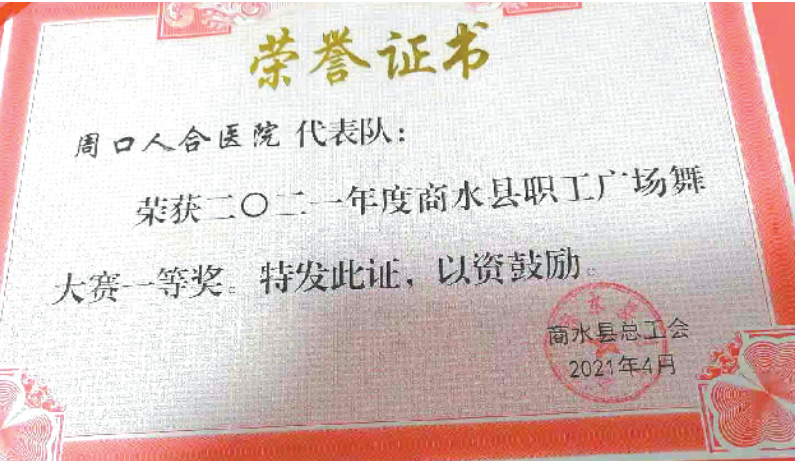 荣誉证书
周口人合医院 代表队：
荣获二〇二一年度商水县职工广场舞
大赛一等奖。特发此证，以资鼓励。
商水县总工会
2021年4月